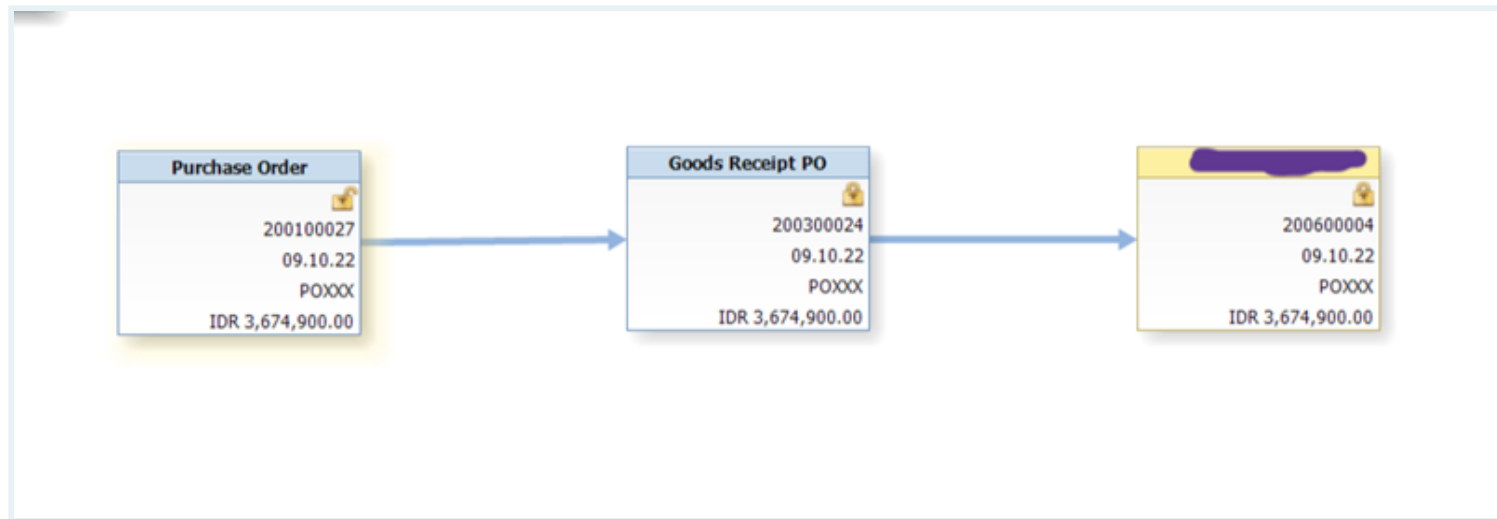 Purchase Order
200100027
09.10.22
POXXX
IDR 3,674,900.00
Goods Receipt PO
200300024
09.10.22
POXXX
IDR 3,674,900.00
200600004
09.10.22
POXXX
IDR 3,674,900.00